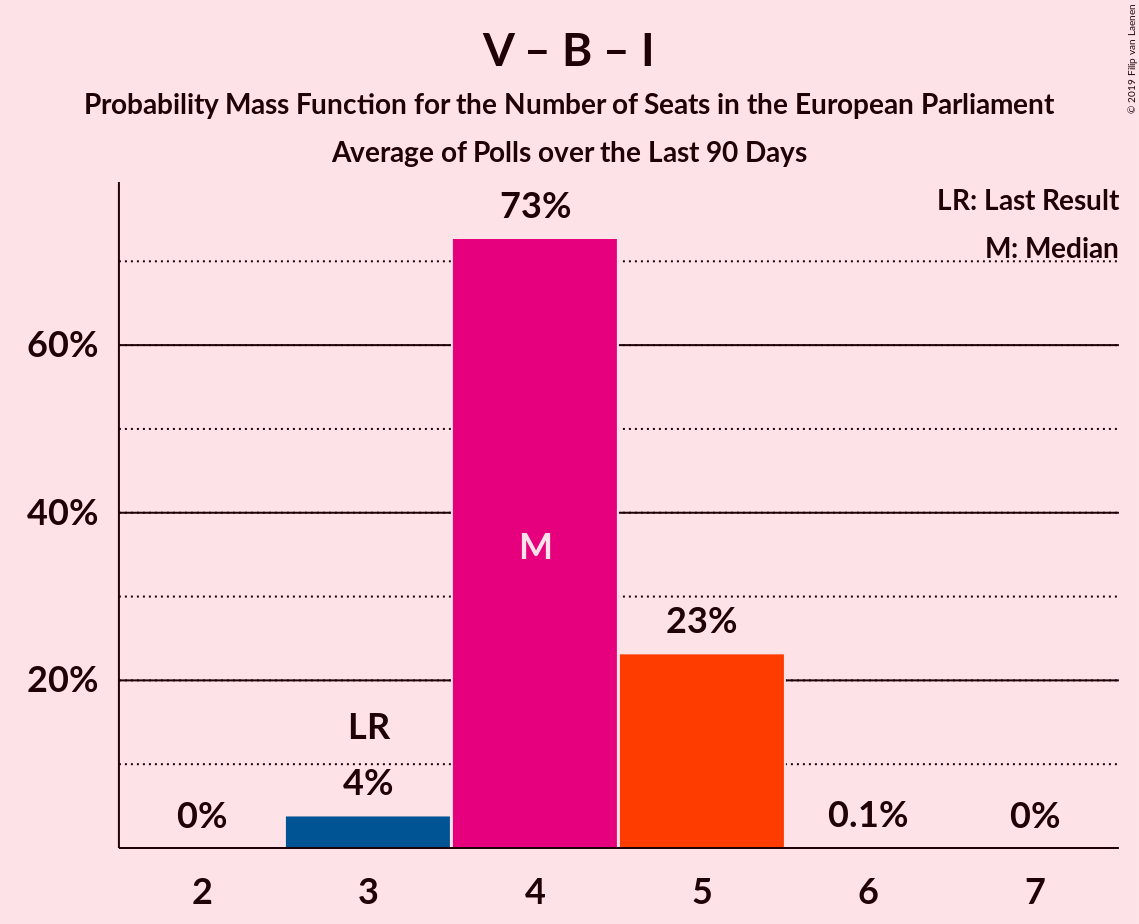 V – B – I
Probability Mass Function for the Number of Seats in the European Parliament
Average of Polls over the Last 90 Days
© 2019 Filip van Laenen
LR: Last Result
M: Median
73%
60%
40%
M
23%
20%
LR
4%
0%
0.1%
0%
2 3 4 5 6 7